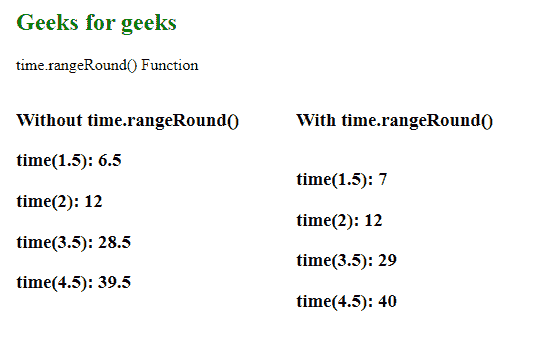 Geeks for geeks
time.rangeRound() Function
Without time.rangeRound()
time(1.5): 6.5
time(2): 12
time(3.5): 28.5
time(4.5): 39.5
With time.rangeRound()
time(1.5): 7
time(2): 12
time(3.5): 29
time(4.5): 40